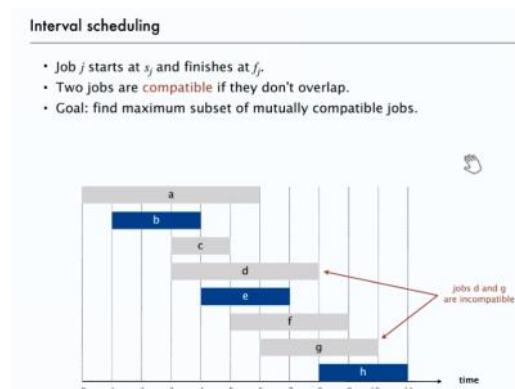 Interval scheduling
• Job j starts at sj and finishes at fj.
• Two jobs are compatible if they don't overlap.
• Goal: find maximum subset of mutually compatible jobs.
a
b
c
d
e
f
g
h
jobs d and g
are incompatible
time